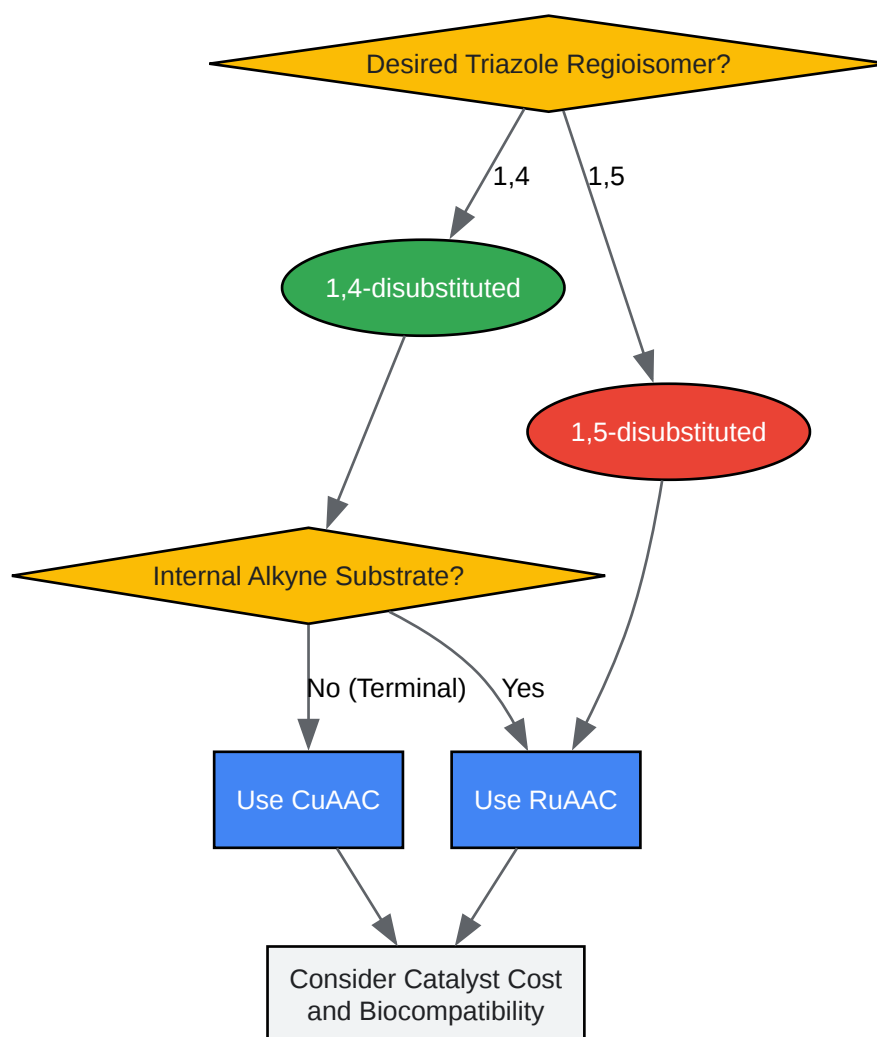 Desired Triazole Regioisomer?
1,4
1,5
1,4-disubstituted
1,5-disubstituted
Internal Alkyne Substrate?
No (Terminal)
Yes
Use CuAAC
Use RuAAC
Consider Catalyst Cost
and Biocompatibility